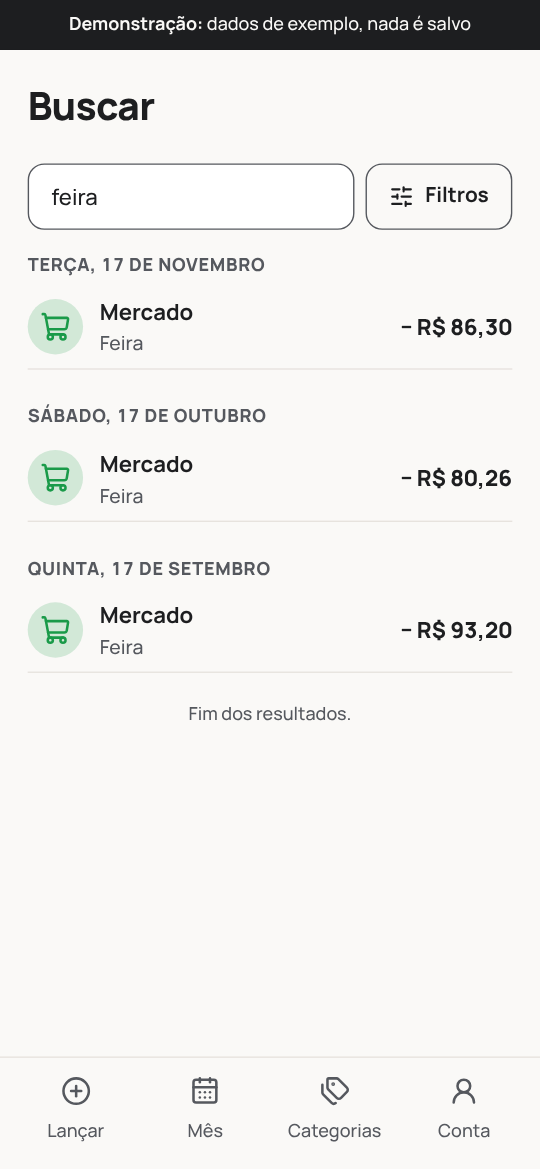 Demonstração: dados de exemplo, nada é salvo
Buscar
feira
Filtros
TERÇA, 17 DE NOVEMBRO
Mercado
− R$ 86,30
Feira
SÁBADO, 17 DE OUTUBRO
Mercado
− R$ 80,26
Feira
QUINTA, 17 DE SETEMBRO
Mercado
− R$ 93,20
Feira
Fim dos resultados.
Lançar
Mês
Categorias
Conta